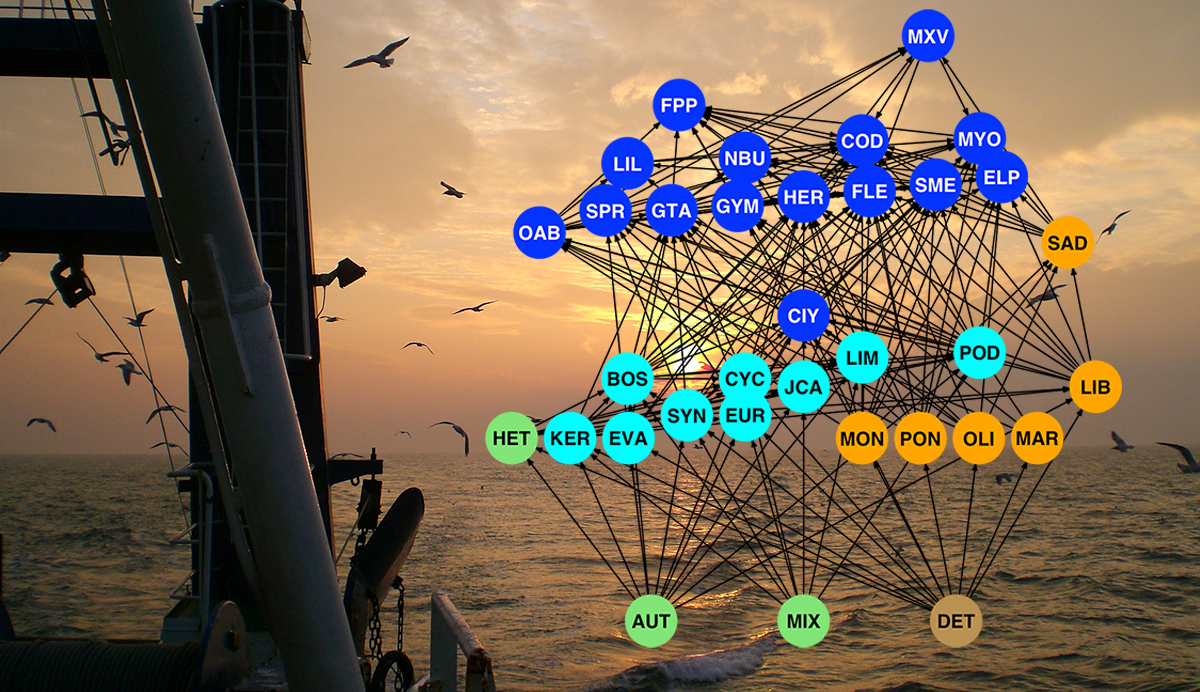 MXV
FPP
COD
MYO
NBU
LIL
ELP
SME
FLE
HER
GYM
GTA
SPR
OAB
SAD
CIY
LIM
POD
BOS
CYC
JCA
LIB
SYN
EUR
HET
KER
EVA
MON
PON
OLI
MAR
AUT
MIX
DET